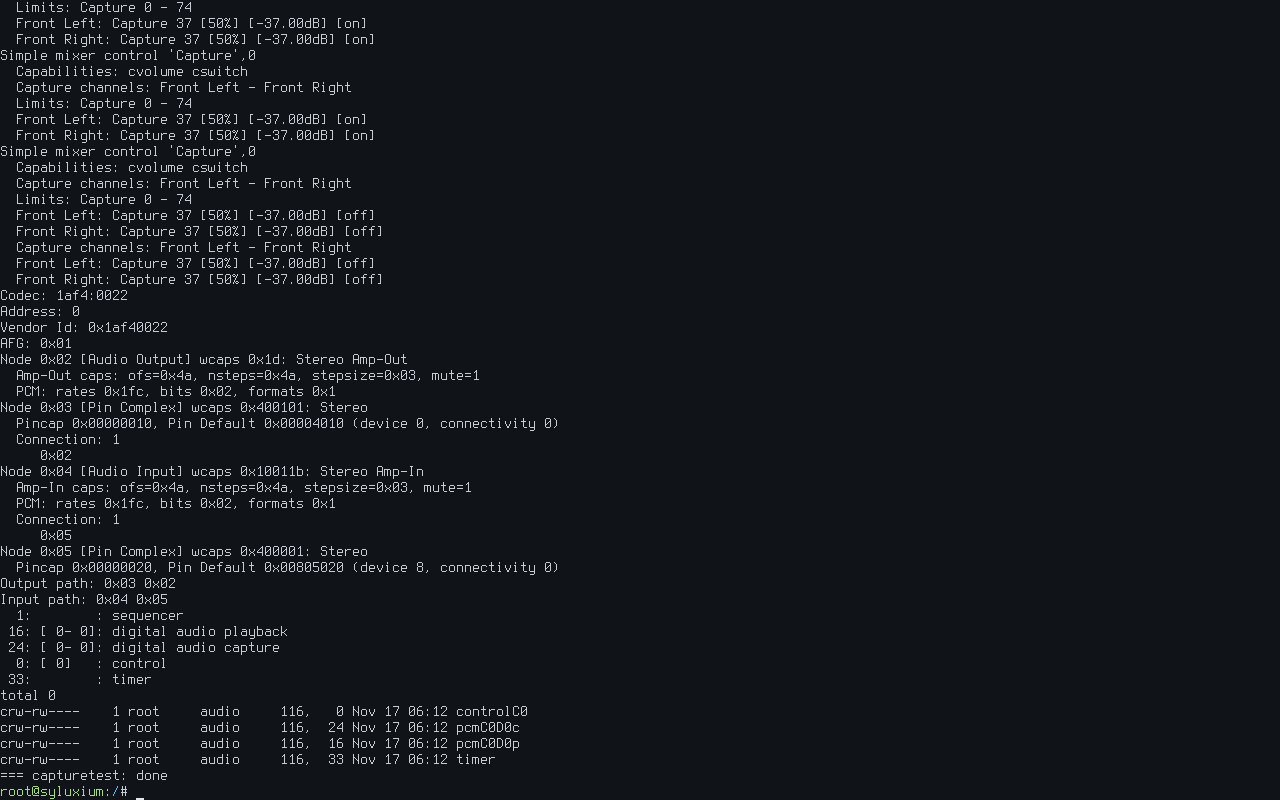 Limits: Capture 0 - 74
  Front Left: Capture 37 [50%] [-37.00dB] [on]
  Front Right: Capture 37 [50%] [-37.00dB] [on]
Simple mixer control 'Capture',0
  Capabilities: cvolume cswitch
  Capture channels: Front Left - Front Right
  Limits: Capture 0 - 74
  Front Left: Capture 37 [50%] [-37.00dB] [on]
  Front Right: Capture 37 [50%] [-37.00dB] [on]
Simple mixer control 'Capture',0
  Capabilities: cvolume cswitch
  Capture channels: Front Left - Front Right
  Limits: Capture 0 - 74
  Front Left: Capture 37 [50%] [-37.00dB] [off]
  Front Right: Capture 37 [50%] [-37.00dB] [off]
  Capture channels: Front Left - Front Right
  Front Left: Capture 37 [50%] [-37.00dB] [off]
  Front Right: Capture 37 [50%] [-37.00dB] [off]
Codec: 1af4:0022
Address: 0
Vendor Id: 0x1af40022
AFG: 0x01
Node 0x02 [Audio Output] wcaps 0x1d: Stereo Amp-Out
  Amp-Out caps: ofs=0x4a, nsteps=0x4a, stepsize=0x03, mute=1
  PCM: rates 0x1fc, bits 0x02, formats 0x1
Node 0x03 [Pin Complex] wcaps 0x400101: Stereo
  Pincap 0x00000010, Pin Default 0x00004010 (device 0, connectivity 0)
  Connection: 1
     0x02
Node 0x04 [Audio Input] wcaps 0x10011b: Stereo Amp-In
  Amp-In caps: ofs=0x4a, nsteps=0x4a, stepsize=0x03, mute=1
  PCM: rates 0x1fc, bits 0x02, formats 0x1
  Connection: 1
     0x05
Node 0x05 [Pin Complex] wcaps 0x400001: Stereo
  Pincap 0x00000020, Pin Default 0x00805020 (device 8, connectivity 0)
Output path: 0x03 0x02
Input path: 0x04 0x05
  1:        : sequencer
 16: [ 0- 0]: digital audio playback
 24: [ 0- 0]: digital audio capture
  0: [ 0]   : control
 33:        : timer
total 0
crw-rw----    1 root     audio     116,   0 Nov 17 06:12 controlC0
crw-rw----    1 root     audio     116,  24 Nov 17 06:12 pcmC0D0c
crw-rw----    1 root     audio     116,  16 Nov 17 06:12 pcmC0D0p
crw-rw----    1 root     audio     116,  33 Nov 17 06:12 timer
=== capturetest: done
root@syluxium:/#